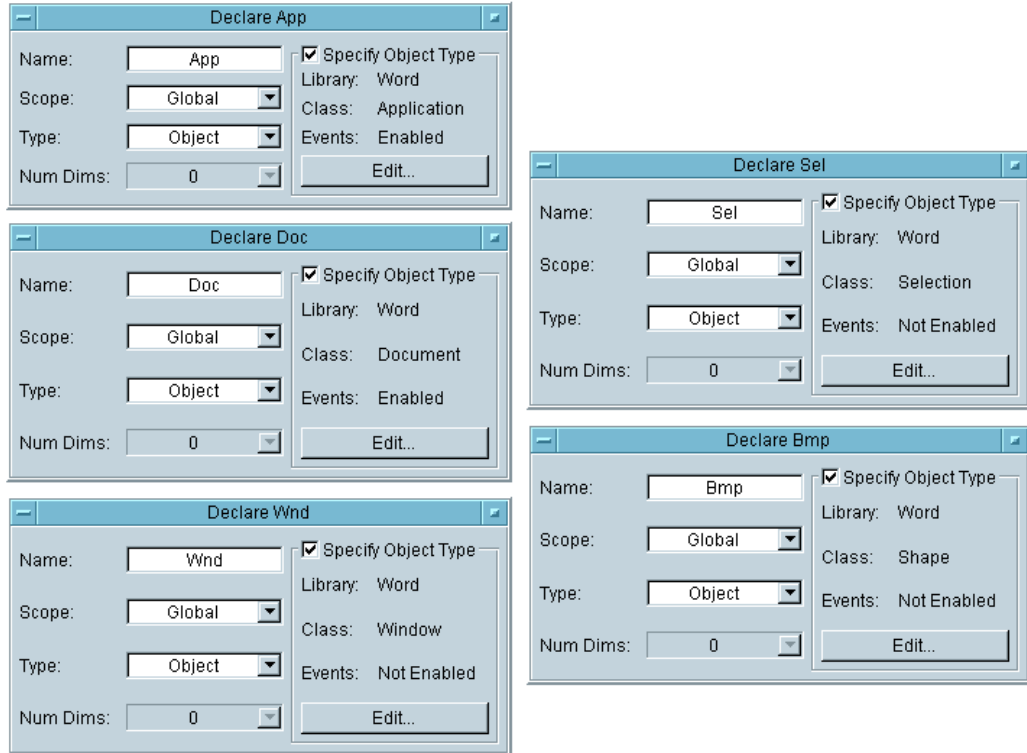 Declare App
Name: App
Scope: Global
Type: Object
Num Dims: 0
Specify Object Type
Library: Word
Class: Application
Events: Enabled
Edit...
Declare Doc
Name: Doc
Scope: Global
Type: Object
Num Dims: 0
Specify Object Type
Library: Word
Class: Document
Events: Enabled
Edit...
Declare Wnd
Name: Wnd
Scope: Global
Type: Object
Num Dims: 0
Specify Object Type
Library: Word
Class: Window
Events: Not Enabled
Edit...
Declare Sel
Name: Sel
Scope: Global
Type: Object
Num Dims: 0
Specify Object Type
Library: Word
Class: Selection
Events: Not Enabled
Edit...
Declare Bmp
Name: Bmp
Scope: Global
Type: Object
Num Dims: 0
Specify Object Type
Library: Word
Class: Shape
Events: Not Enabled
Edit...